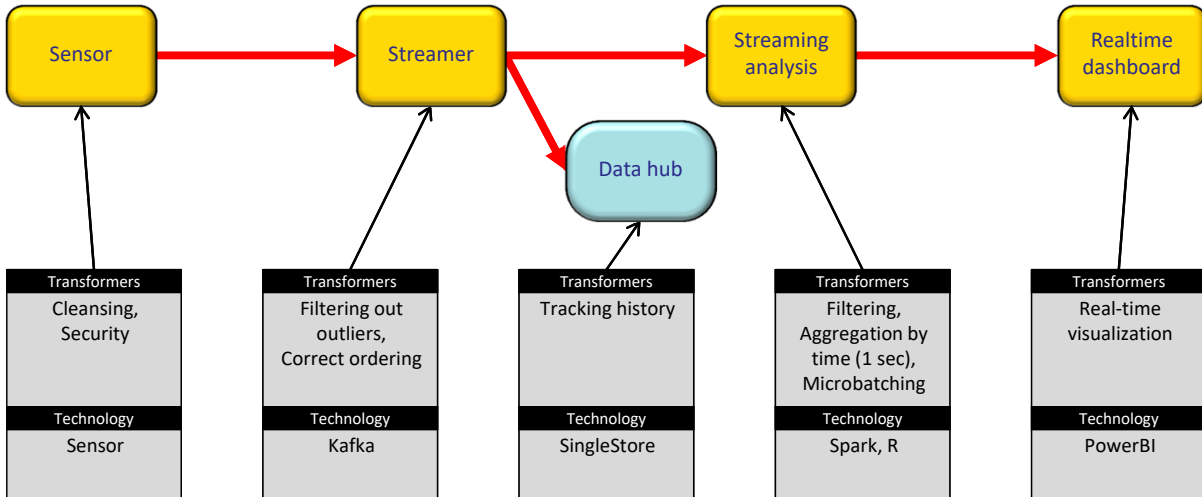 Sensor
Streamer
Streaming
analysis
Realtime
dashboard
Data hub
Transformers
Cleansing,
Security
Technology
Sensor
Transformers
Filtering out
outliers,
Correct ordering
Technology
Kafka
Transformers
Tracking history
Technology
SingleStore
Transformers
Filtering,
Aggregation by
time (1 sec),
Microbatching
Technology
Spark, R
Transformers
Real-time
visualization
Technology
PowerBI